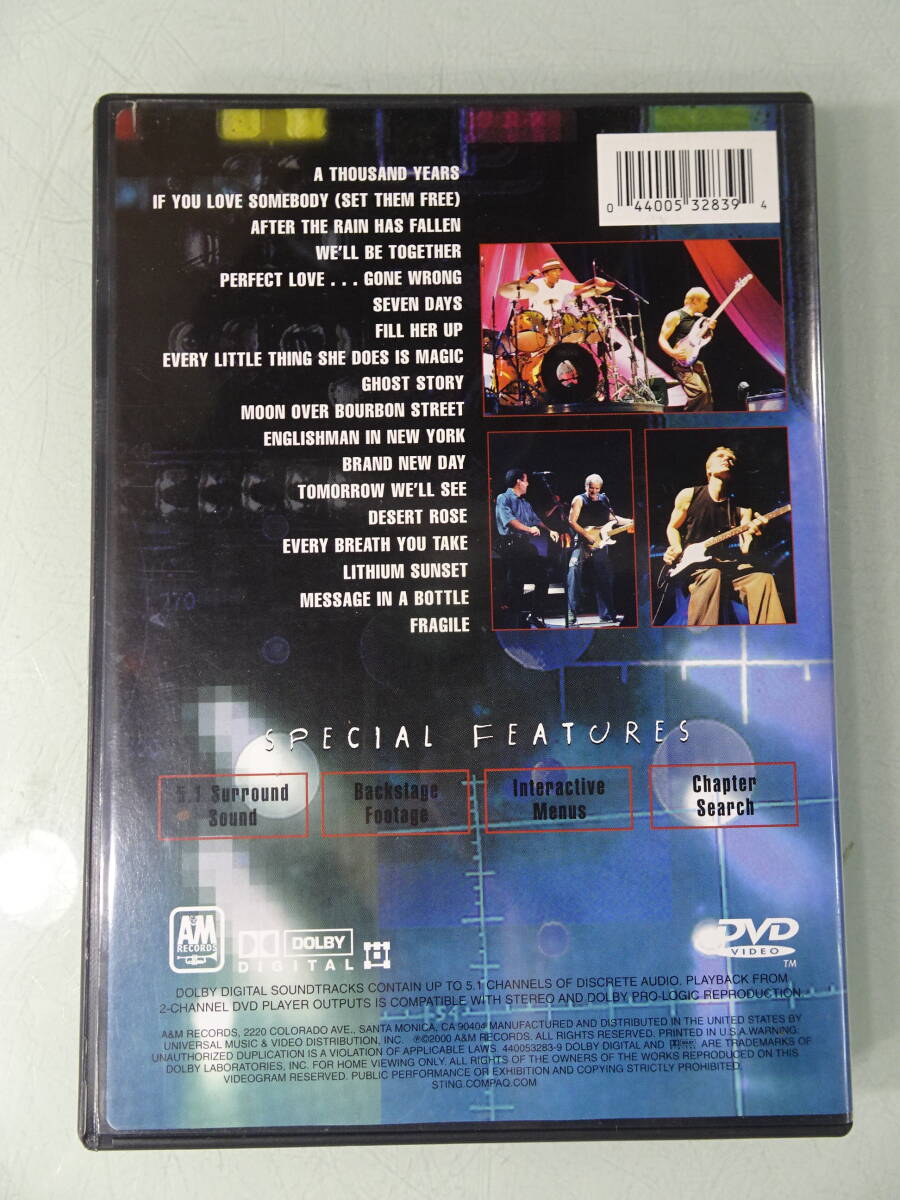 A THOUSAND YEARS
IF YOU LOVE SOMEBODY (SET THEM FREE)
AFTER THE RAIN HAS FALLEN
WE'LL BE TOGETHER
PERFECT LOVE . . . GONE WRONG
SEVEN DAYS
FILL HER UP
EVERY LITTLE THING SHE DOES IS MAGIC
GHOST STORY
MOON OVER BOURBON STREET
ENGLISHMAN IN NEW YORK
BRAND NEW DAY
TOMORROW WE'LL SEE
DESERT ROSE
EVERY BREATH YOU TAKE
LITHIUM SUNSET
MESSAGE IN A BOTTLE
FRAGILE
0 44005 32839 4
SPECIAL FEATURES
5.1 Surround
Sound
Backstage
Footage
Interactive
Menus
Chapter
Search
A&M
RECORDS
DOLBY
DIGITAL
DVD
VIDEO
TM
DOLBY DIGITAL SOUNDTRACKS CONTAIN UP TO 5.1 CHANNELS OF DISCRETE AUDIO. PLAYBACK FROM
2-CHANNEL DVD PLAYER OUTPUTS IS COMPATIBLE WITH STEREO AND DOLBY PRO-LOGIC REPRODUCTION
A&M RECORDS, 2220 COLORADO AVE., SANTA MONICA, CA 90404 MANUFACTURED AND DISTRIBUTED IN THE UNITED STATES BY
UNIVERSAL MUSIC & VIDEO DISTRIBUTION, INC. ℗©2000 A&M RECORDS. ALL RIGHTS RESERVED. PRINTED IN U.S.A. WARNING:
UNAUTHORIZED DUPLICATION IS A VIOLATION OF APPLICABLE LAWS. 440053283-9 DOLBY DIGITAL AND ARE TRADEMARKS OF
DOLBY LABORATORIES, INC. FOR HOME VIEWING ONLY. ALL RIGHTS OF THE OWNERS OF THE WORKS REPRODUCED ON THIS
VIDEOGRAM RESERVED. PUBLIC PERFORMANCE OR EXHIBITION AND COPYING STRICTLY PROHIBITED.
STING.COMPAQ.COM
270
54